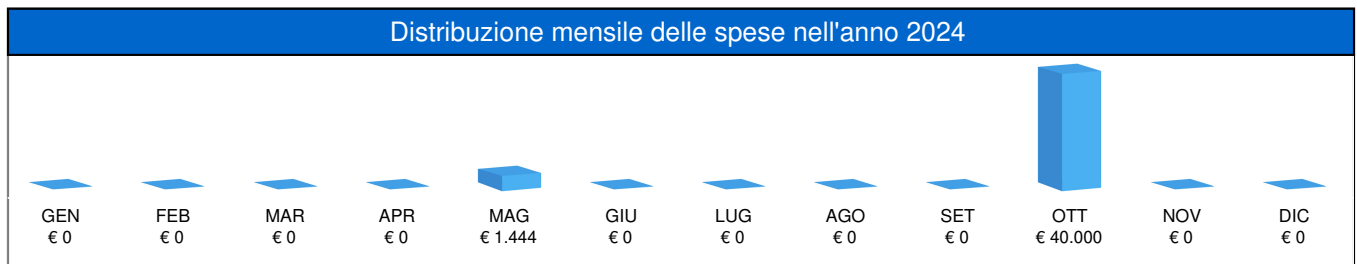 Distribuzione mensile delle spese nell'anno 2024
GEN FEB MAR APR MAG GIU LUG AGO SET OTT NOV DIC
€ 0 € 0 € 0 € 0 € 1.444 € 0 € 0 € 0 € 0 € 40.000 € 0 € 0